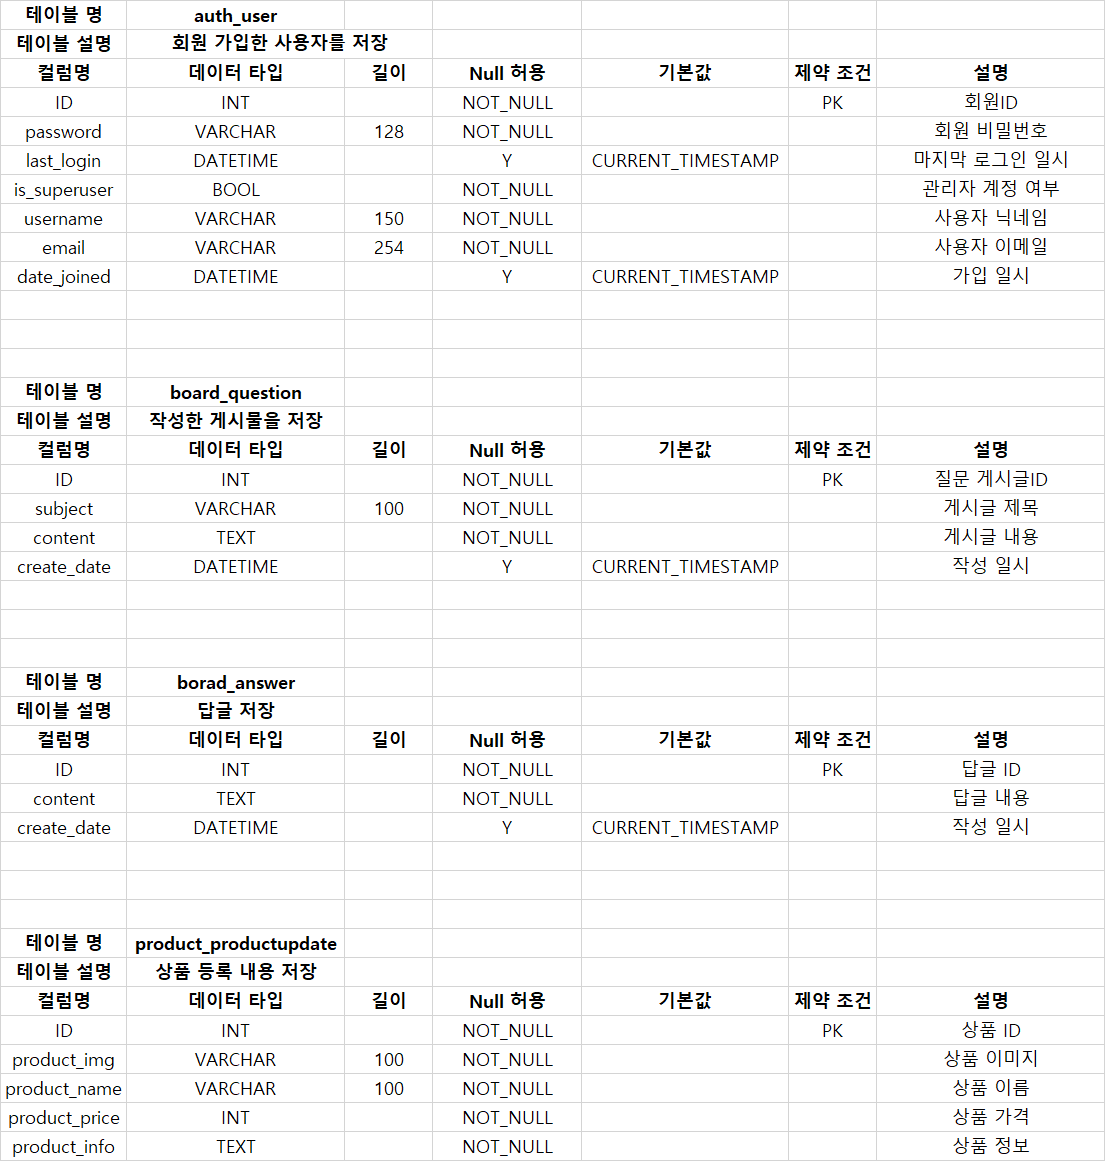 테이블 명 auth_user
테이블 설명 회원 가입한 사용자를 저장
컬럼명 데이터 타입 길이 Null 허용 기본값 제약 조건 설명
ID INT NOT_NULL PK 회원ID
password VARCHAR 128 NOT_NULL 회원 비밀번호
last_login DATETIME Y CURRENT_TIMESTAMP 마지막 로그인 일시
is_superuser BOOL NOT_NULL 관리자 계정 여부
username VARCHAR 150 NOT_NULL 사용자 닉네임
email VARCHAR 254 NOT_NULL 사용자 이메일
date_joined DATETIME Y CURRENT_TIMESTAMP 가입 일시
테이블 명 board_question
테이블 설명 작성한 게시물을 저장
컬럼명 데이터 타입 길이 Null 허용 기본값 제약 조건 설명
ID INT NOT_NULL PK 질문 게시글ID
subject VARCHAR 100 NOT_NULL 게시글 제목
content TEXT NOT_NULL 게시글 내용
create_date DATETIME Y CURRENT_TIMESTAMP 작성 일시
테이블 명 borad_answer
테이블 설명 답글 저장
컬럼명 데이터 타입 길이 Null 허용 기본값 제약 조건 설명
ID INT NOT_NULL PK 답글 ID
content TEXT NOT_NULL 답글 내용
create_date DATETIME Y CURRENT_TIMESTAMP 작성 일시
테이블 명 product_productupdate
테이블 설명 상품 등록 내용 저장
컬럼명 데이터 타입 길이 Null 허용 기본값 제약 조건 설명
ID INT NOT_NULL PK 상품 ID
product_img VARCHAR 100 NOT_NULL 상품 이미지
product_name VARCHAR 100 NOT_NULL 상품 이름
product_price INT NOT_NULL 상품 가격
product_info TEXT NOT_NULL 상품 정보